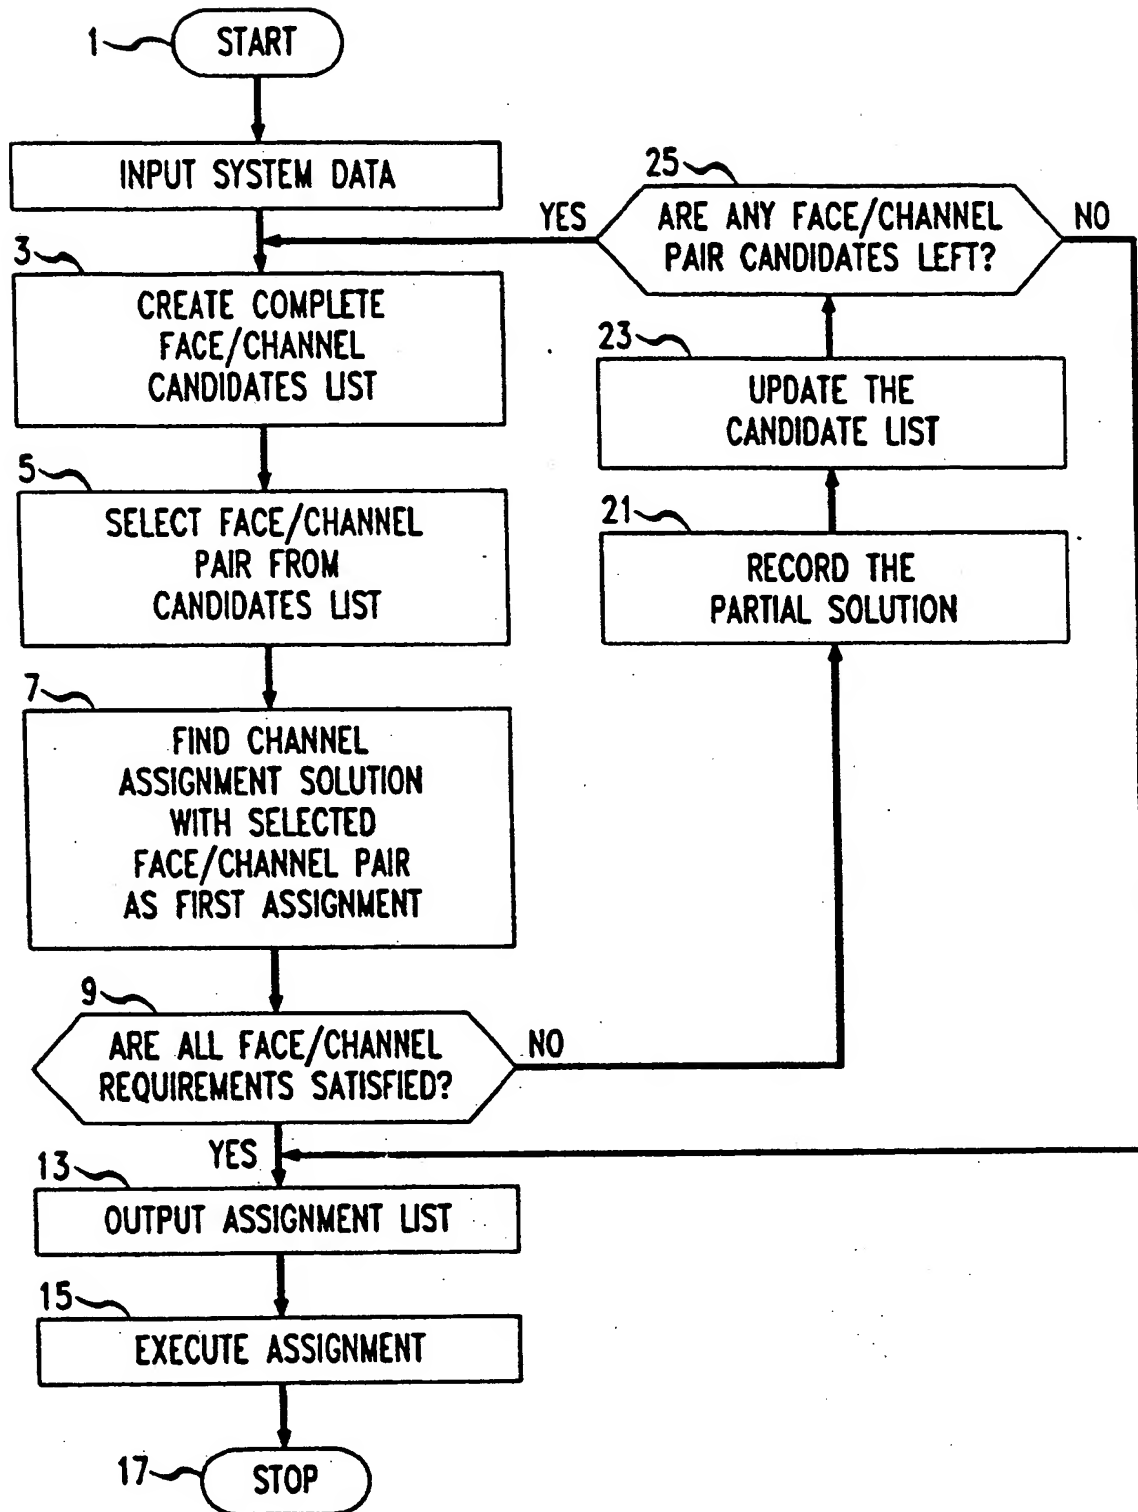 1
START
INPUT SYSTEM DATA
3
CREATE COMPLETE
FACE/CHANNEL
CANDIDATES LIST
5
SELECT FACE/CHANNEL
PAIR FROM
CANDIDATES LIST
7
FIND CHANNEL
ASSIGNMENT SOLUTION
WITH SELECTED
FACE/CHANNEL PAIR
AS FIRST ASSIGNMENT
9
ARE ALL FACE/CHANNEL
REQUIREMENTS SATISFIED?
NO
YES
21
RECORD THE
PARTIAL SOLUTION
23
UPDATE THE
CANDIDATE LIST
25
ARE ANY FACE/CHANNEL
PAIR CANDIDATES LEFT?
YES
NO
13
OUTPUT ASSIGNMENT LIST
15
EXECUTE ASSIGNMENT
17
STOP